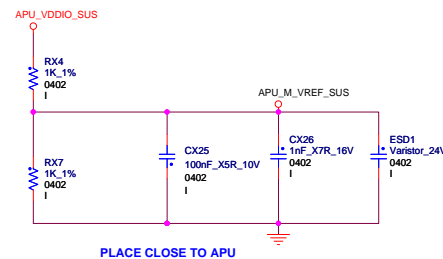 APU_VDDIO_SUS
RX4
1K_1%
0402
I
APU_M_VREF_SUS
RX7
1K_1%
0402
I
CX25
100nF_X5R_10V
0402
I
CX26
1nF_X7R_16V
0402
I
ESD1
Varistor_24V
0402
I
PLACE CLOSE TO APU